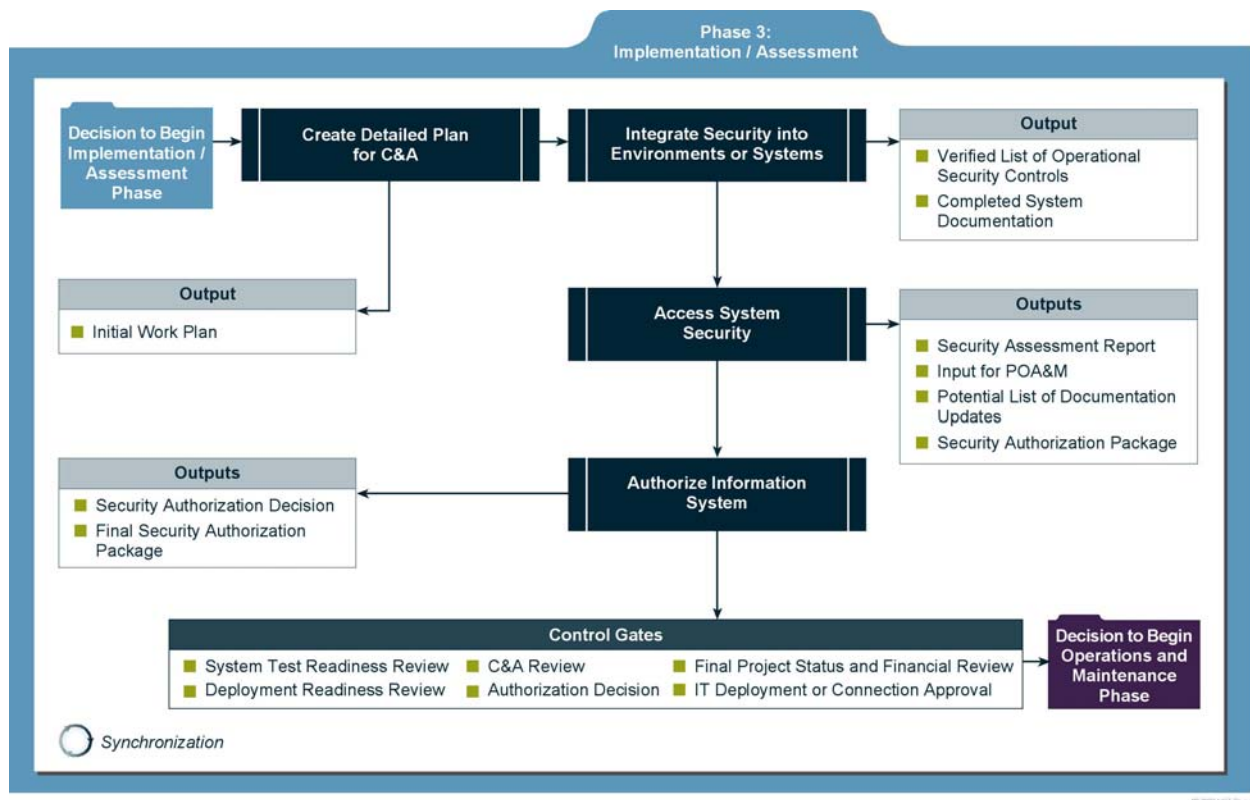 Phase 3:
Implementation / Assessment
Decision to Begin
Implementation /
Assessment
Phase
Create Detailed Plan
for C&A
Integrate Security into
Environments or Systems
Output
Verified List of Operational
Security Controls
Completed System
Documentation
Output
Initial Work Plan
Access System
Security
Outputs
Security Assessment Report
Input for POA&M
Potential List of Documentation
Updates
Security Authorization Package
Outputs
Security Authorization Decision
Final Security Authorization
Package
Authorize Information
System
Control Gates
System Test Readiness Review
Deployment Readiness Review
C&A Review
Authorization Decision
Final Project Status and Financial Review
IT Deployment or Connection Approval
Decision to Begin
Operations and
Maintenance
Phase
Synchronization